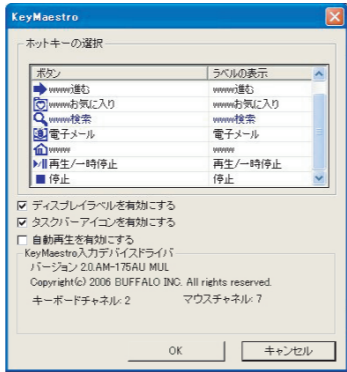 KeyMaestro
ホットキーの選択
ボタン ラベルの表示
www進む www進む
wwwお気に入り wwwお気に入り
www検索 www検索
電子メール 電子メール
www www
再生/一時停止 再生/一時停止
停止 停止
ディスプレイラベルを有効にする
タスクバーアイコンを有効にする
自動再生を有効にする
KeyMaestro入力デバイスドライバ
バージョン 2.0.AM-175AU MUL
Copyright(c) 2006 BUFFALO INC. All rights reserved.
キーボードチャネル: 2 マウスチャネル: 7
OK キャンセル